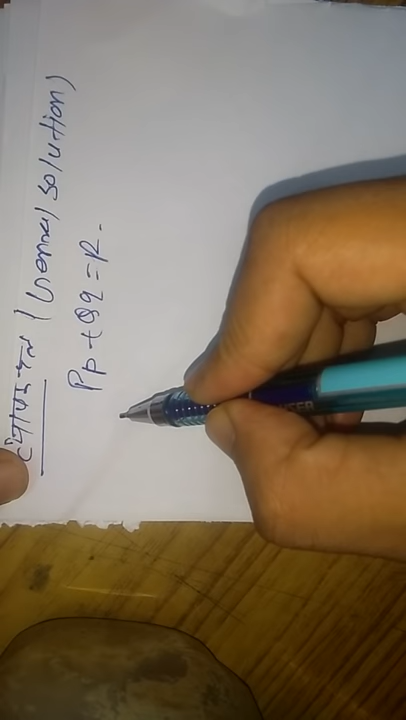 (General solution)
Pp + Qq = R.